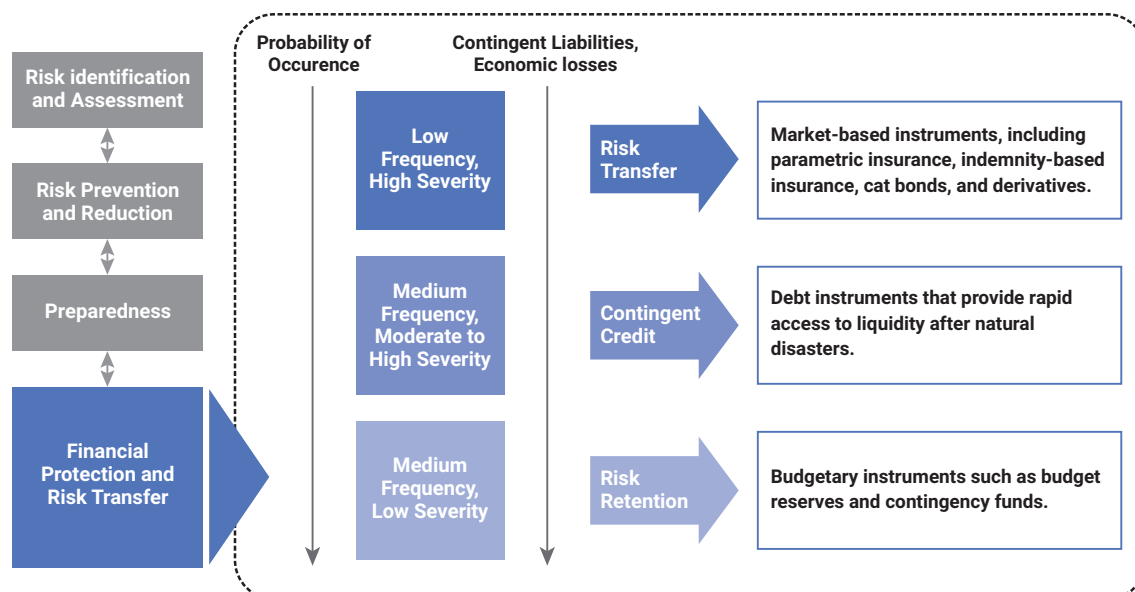 Risk identification
and Assessment
Risk Prevention
and Reduction
Preparedness
Financial
Protection and
Risk Transfer
Probability of
Occurence
Contingent Liabilities,
Economic losses
Low
Frequency,
High Severity
Risk
Transfer
Market-based instruments, including
parametric insurance, indemnity-based
insurance, cat bonds, and derivatives.
Medium
Frequency,
Moderate to
High Severity
Contingent
Credit
Debt instruments that provide rapid
access to liquidity after natural
disasters.
Medium
Frequency,
Low Severity
Risk
Retention
Budgetary instruments such as budget
reserves and contingency funds.